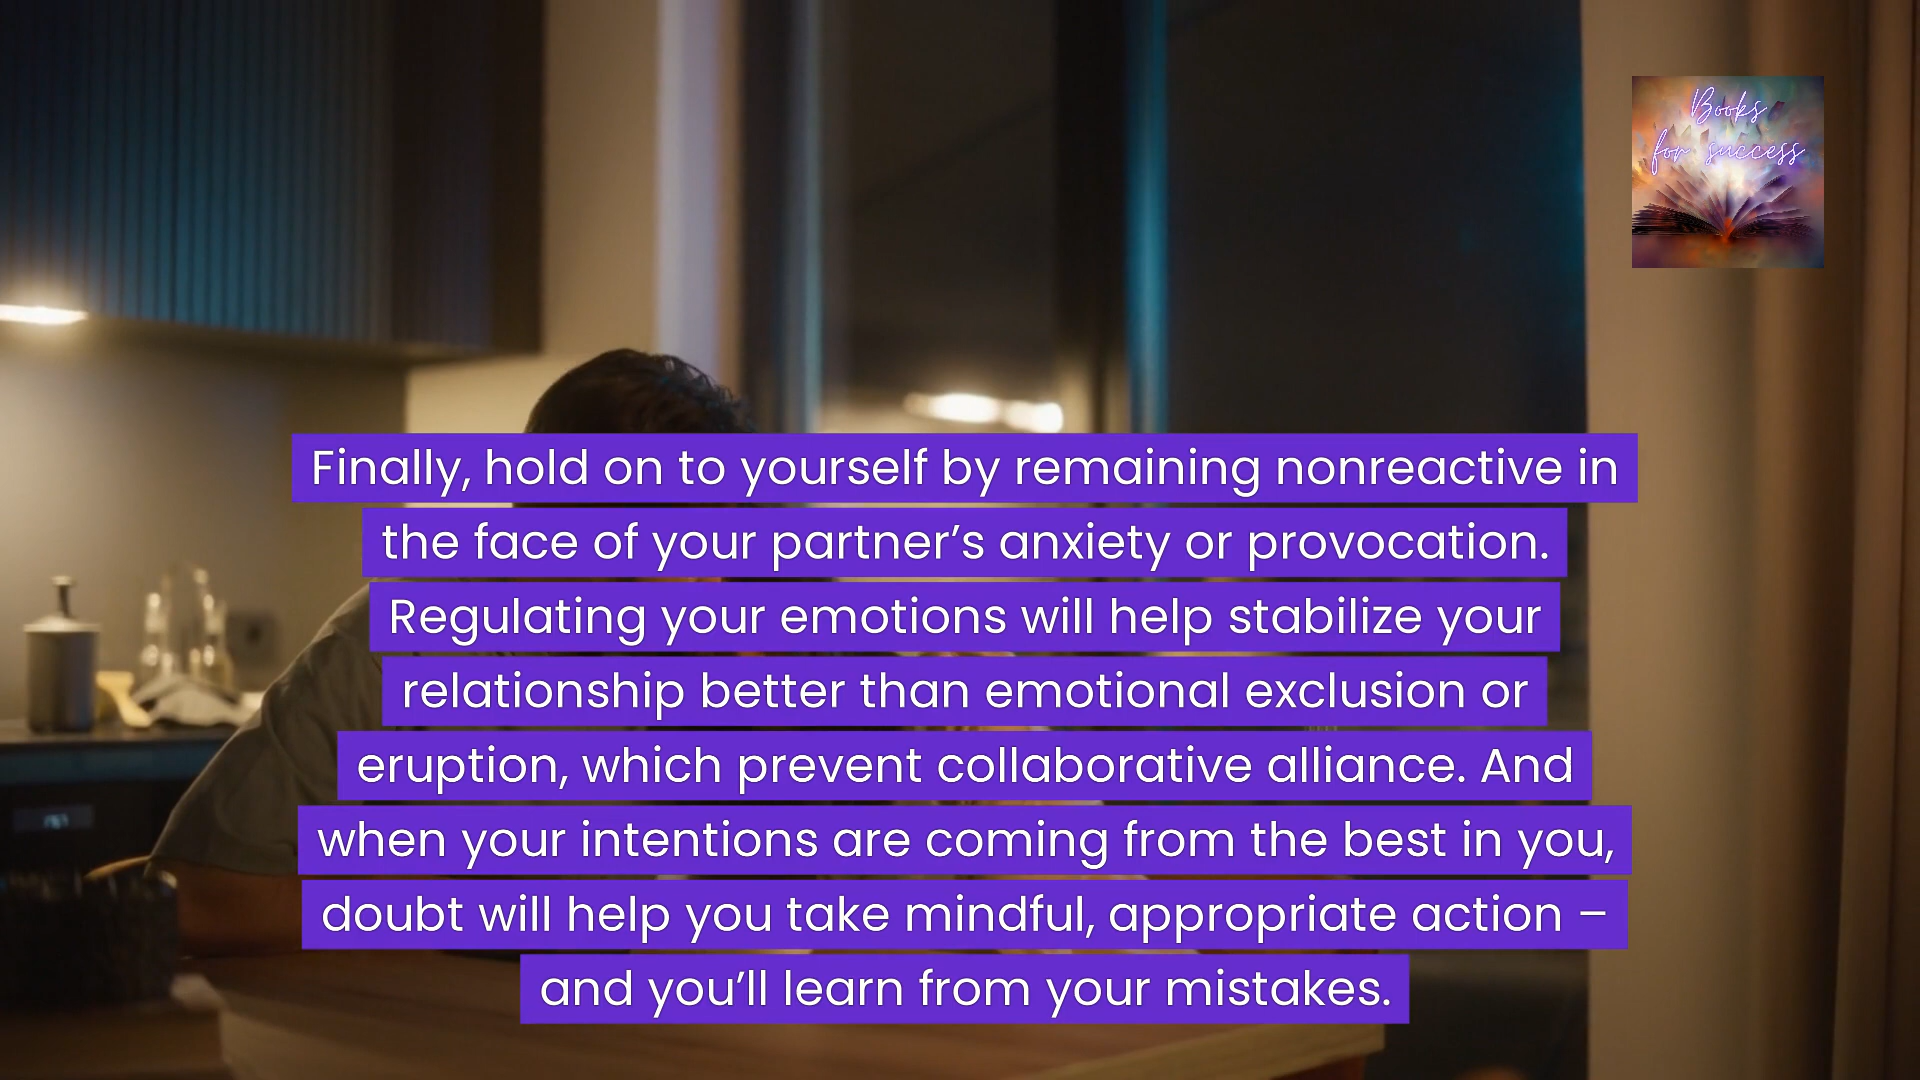 Books
for success
Finally, hold on to yourself by remaining nonreactive in
the face of your partner’s anxiety or provocation.
Regulating your emotions will help stabilize your
relationship better than emotional exclusion or
eruption, which prevent collaborative alliance. And
when your intentions are coming from the best in you,
doubt will help you take mindful, appropriate action –
and you’ll learn from your mistakes.